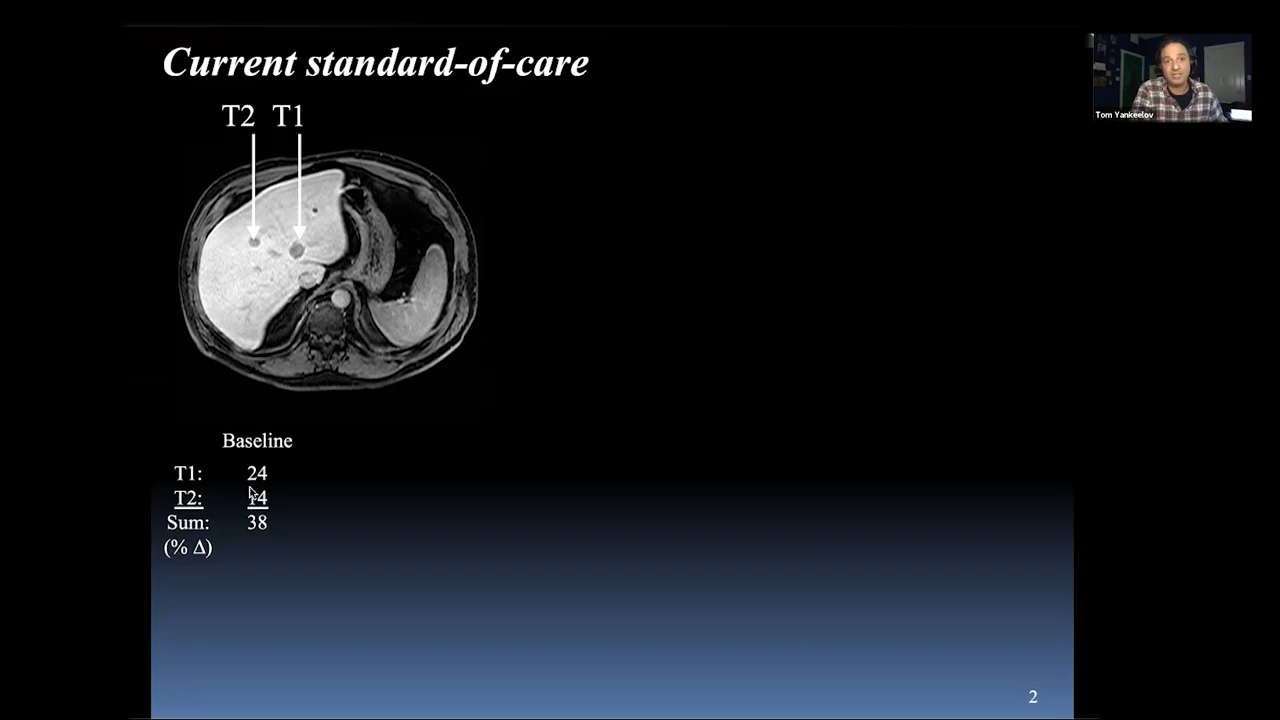 Current standard-of-care
T2 T1
Tom Yankeelov
Baseline
T1: 24
T2: 14
Sum: 38
(% Δ)
2